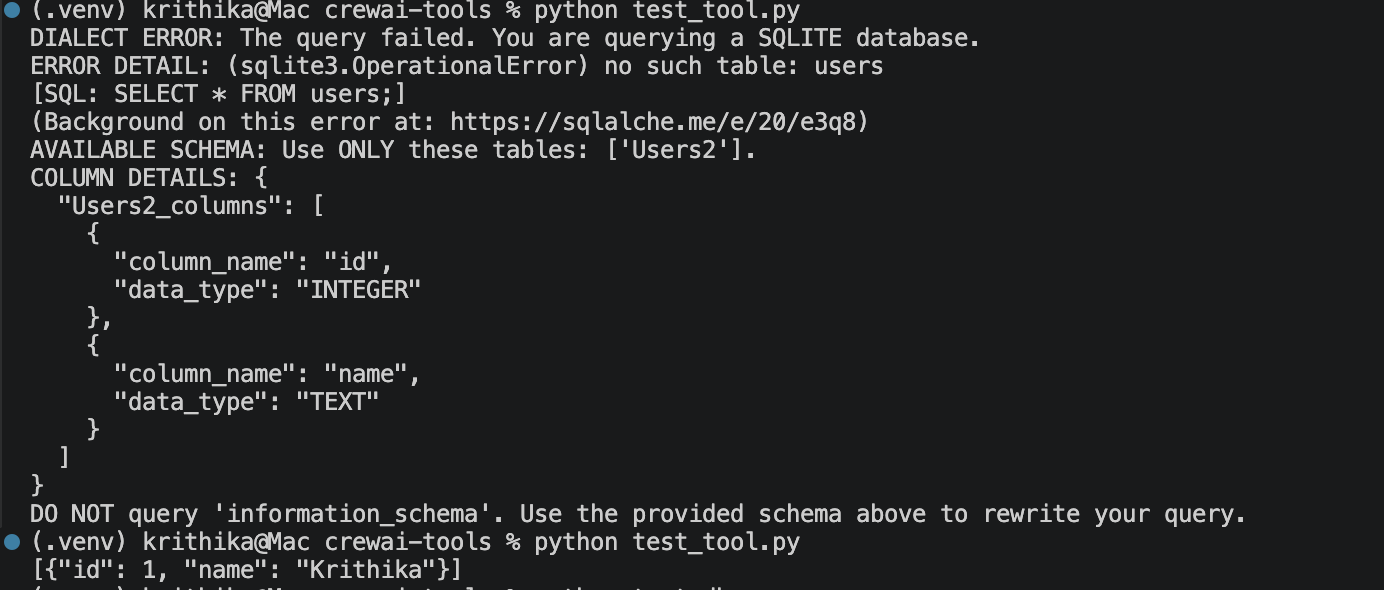 (.venv) krithika@Mac crewai-tools % python test_tool.py
DIALECT ERROR: The query failed. You are querying a SQLITE database.
ERROR DETAIL: (sqlite3.OperationalError) no such table: users
[SQL: SELECT * FROM users;]
(Background on this error at: https://sqlalche.me/e/20/e3q8)
AVAILABLE SCHEMA: Use ONLY these tables: ['Users2'].
COLUMN DETAILS: {
  "Users2_columns": [
    {
      "column_name": "id",
      "data_type": "INTEGER"
    },
    {
      "column_name": "name",
      "data_type": "TEXT"
    }
  ]
}
DO NOT query 'information_schema'. Use the provided schema above to rewrite your query.
(.venv) krithika@Mac crewai-tools % python test_tool.py
[{"id": 1, "name": "Krithika"}]